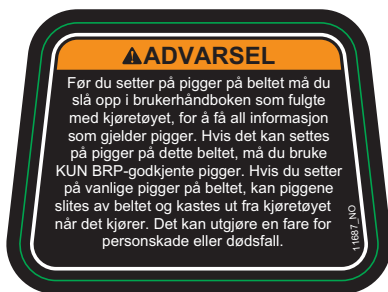 ⚠ADVARSEL
Før du setter på pigger på beltet må du
slå opp i brukerhåndboken som fulgte
med kjøretøyet, for å få all informasjon
som gjelder pigger. Hvis det kan settes
på pigger på dette beltet, må du bruke
KUN BRP-godkjente pigger. Hvis du setter
på vanlige pigger på beltet, kan piggene
slites av beltet og kastes ut fra kjøretøyet
når det kjører. Det kan utgjøre en fare for
personskade eller dødsfall.
11687_NO